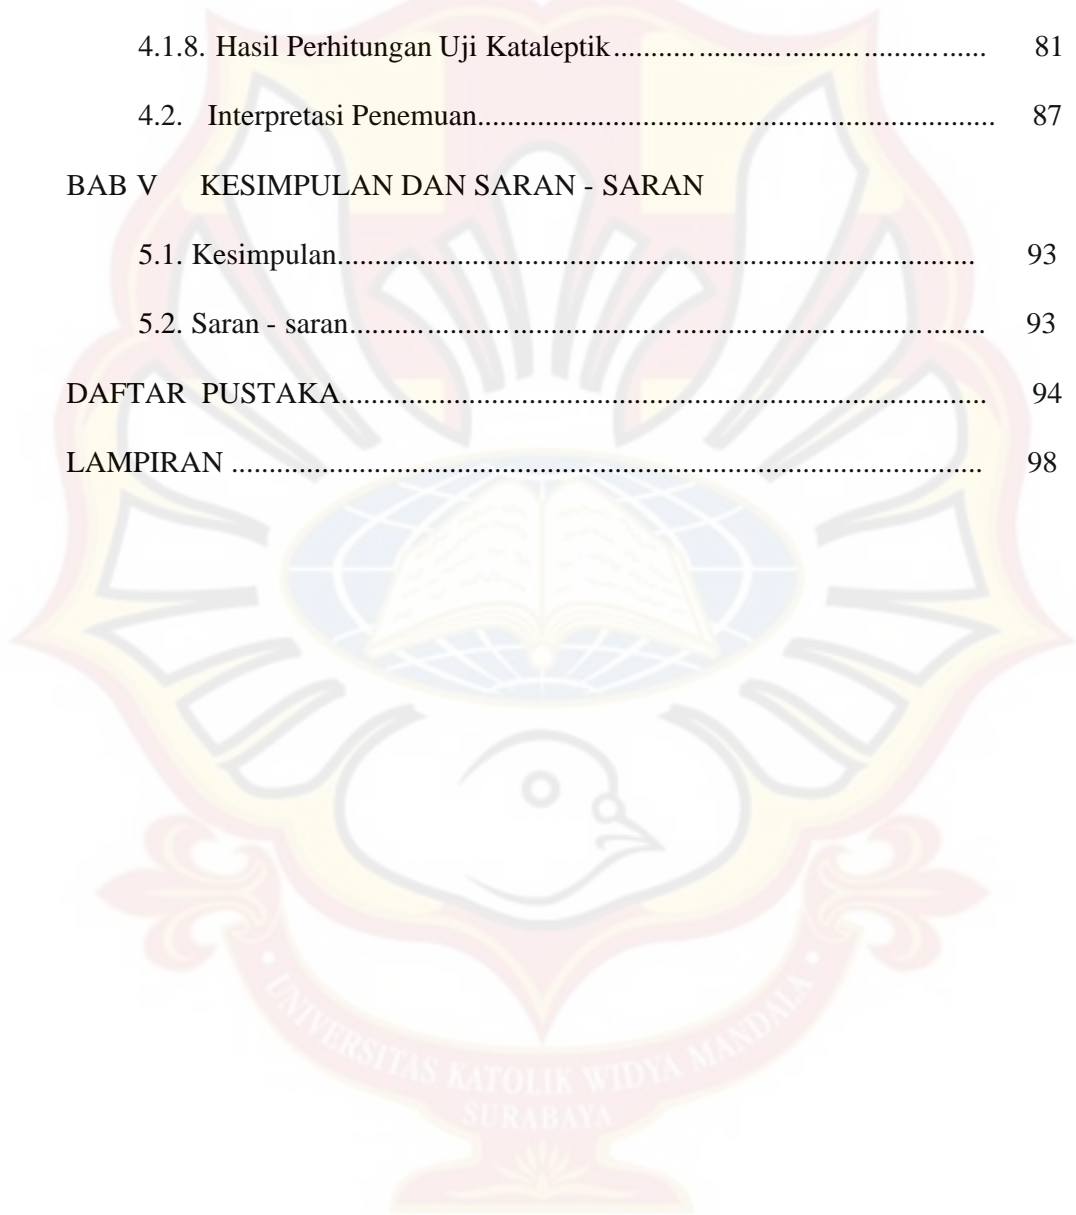 4.1.8. Hasil Perhitungan Uji Kataleptik.................................................. 81
4.2. Interpretasi Penemuan..................................................................... 87
BAB V KESIMPULAN DAN SARAN - SARAN
5.1. Kesimpulan..................................................................................... 93
5.2. Saran - saran.................................................................................... 93
DAFTAR PUSTAKA...................................................................................... 94
LAMPIRAN .................................................................................................... 98
UNIVERSITAS KATOLIK WIDYA MANDALA
SURABAYA